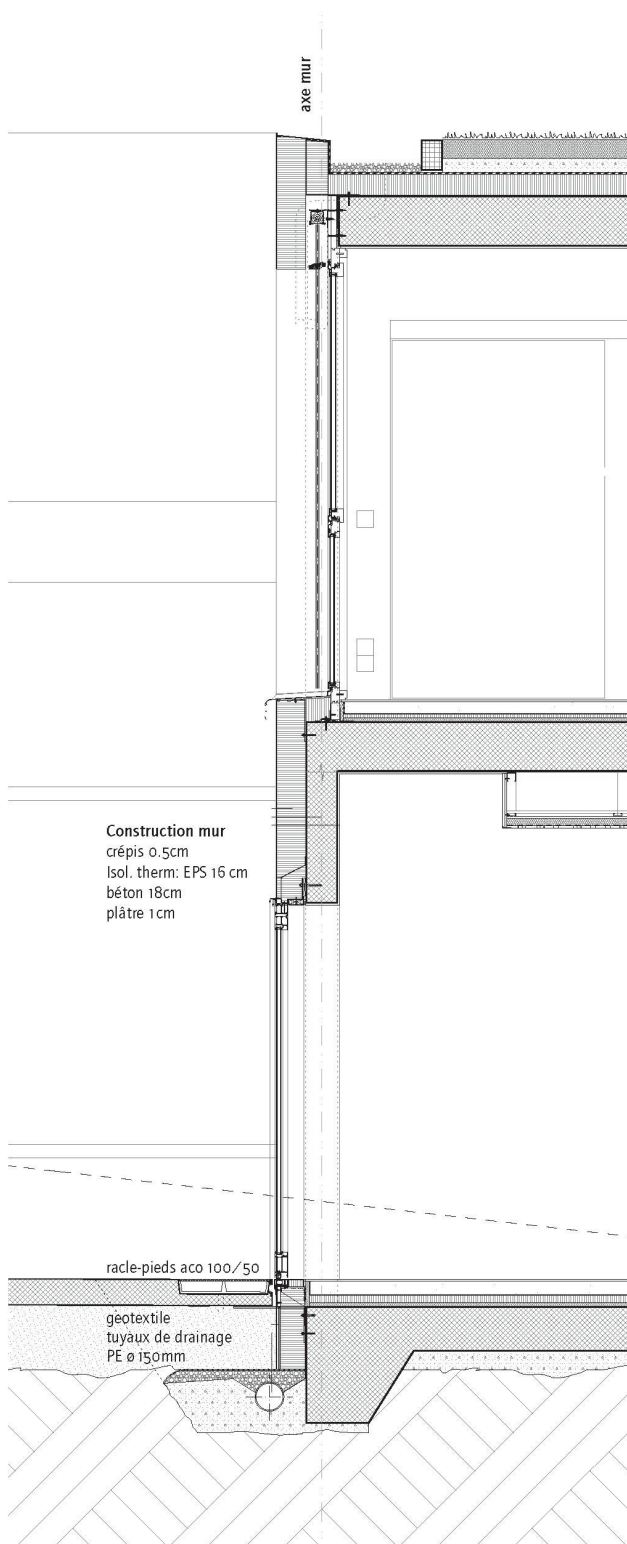 axe mur
Construction mur
crépis 0.5cm
Isol. therm: EPS 16 cm
béton 18cm
plâtre 1cm
racle-pieds aco 100/50
geotextile
tuyaux de drainage
PE ø 150mm